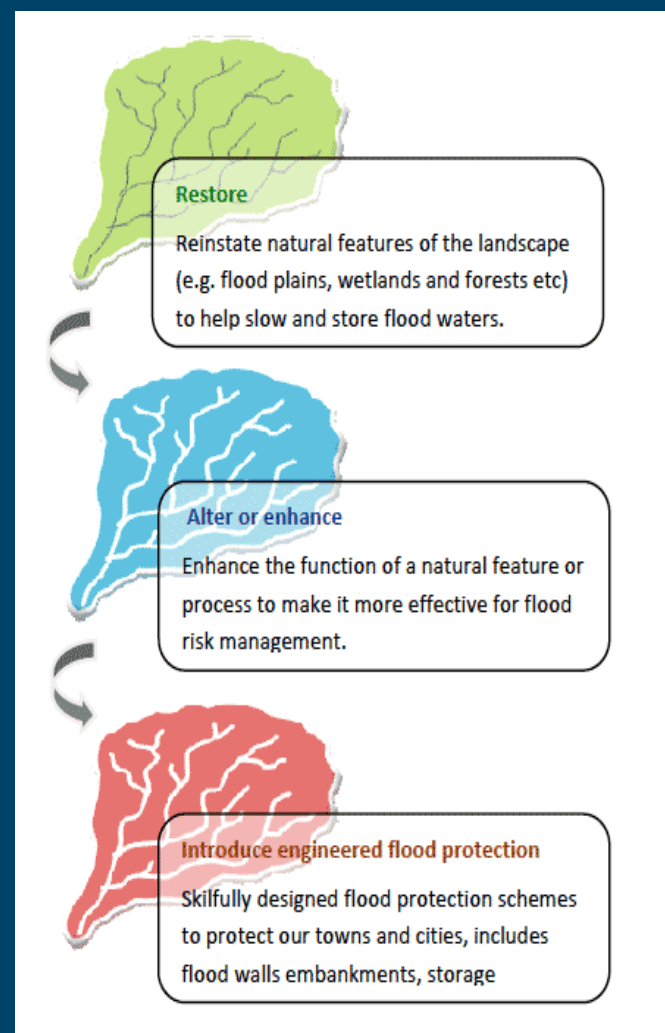 Restore
Reinstate natural features of the landscape
(e.g. flood plains, wetlands and forests etc)
to help slow and store flood waters.
Alter or enhance
Enhance the function of a natural feature or
process to make it more effective for flood
risk management.
Introduce engineered flood protection
Skilfully designed flood protection schemes
to protect our towns and cities, includes
flood walls embankments, storage